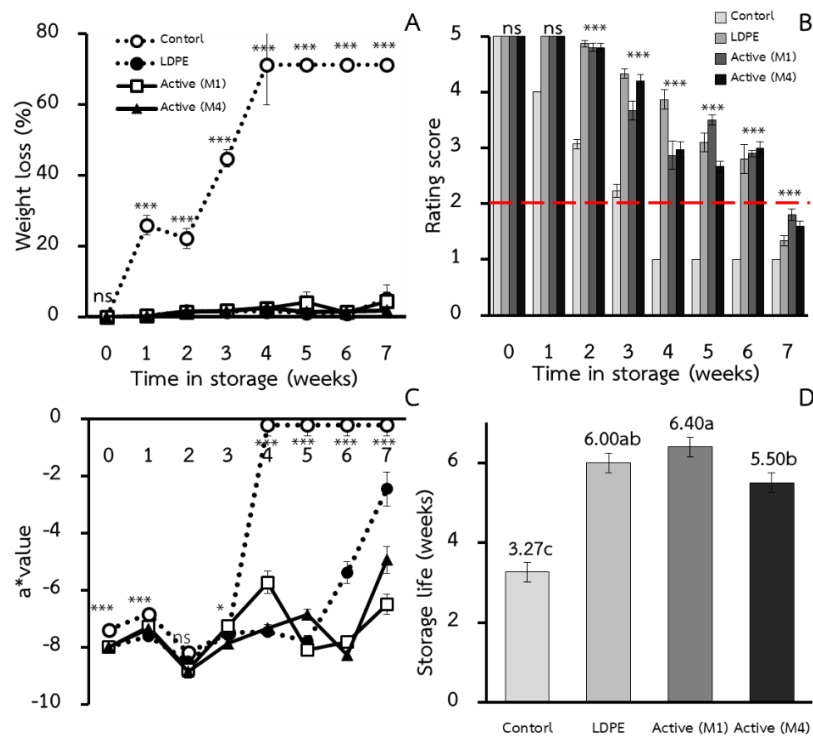 A
Contorl
LDPE
Active (M1)
Active (M4)
Weight loss (%)
80
60
40
20
0
ns
***
***
***
***
***
***
***
0 1 2 3 4 5 6 7
Time in storage (weeks)
B
Control
LDPE
Active (M1)
Active (M4)
Rating score
5
4
3
2
1
0
ns
ns
***
***
***
***
***
***
0 1 2 3 4 5 6 7
Time in storage (weeks)
C
a*value
0
-2
-4
-6
-8
-10
0 1 2 3 4 5 6 7
***
***
ns
*
***
***
***
***
D
Storage life (weeks)
6
4
2
0
3.27c
6.00ab
6.40a
5.50b
Contorl LDPE Active (M1) Active (M4)